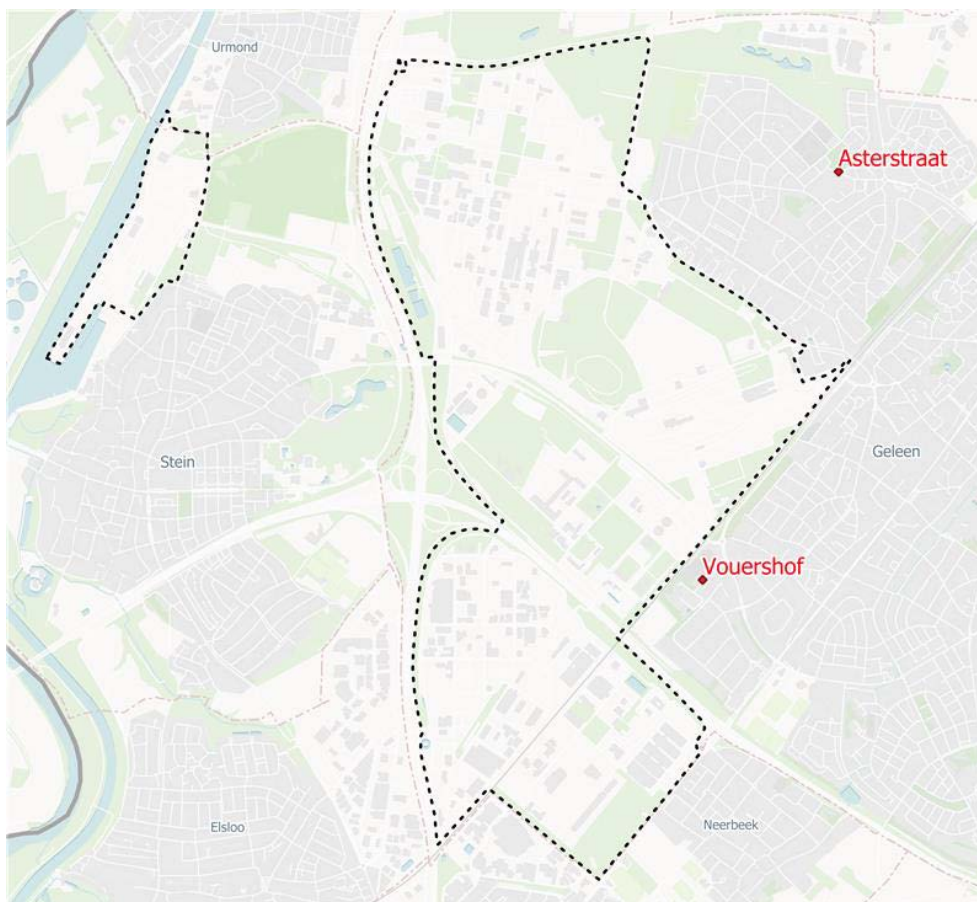 Urmond
Asterstraat
Geleen
Stein
Vouershof
Elsloo
Neerbeek